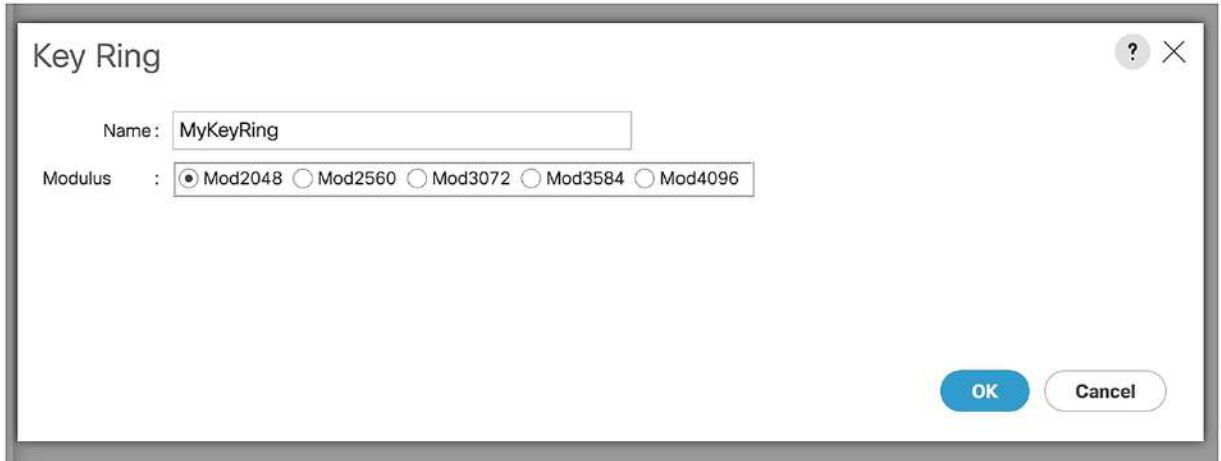 Key Ring ?
Name : MyKeyRing
Modulus : Mod2048 Mod2560 Mod3072 Mod3584 Mod4096
OK Cancel